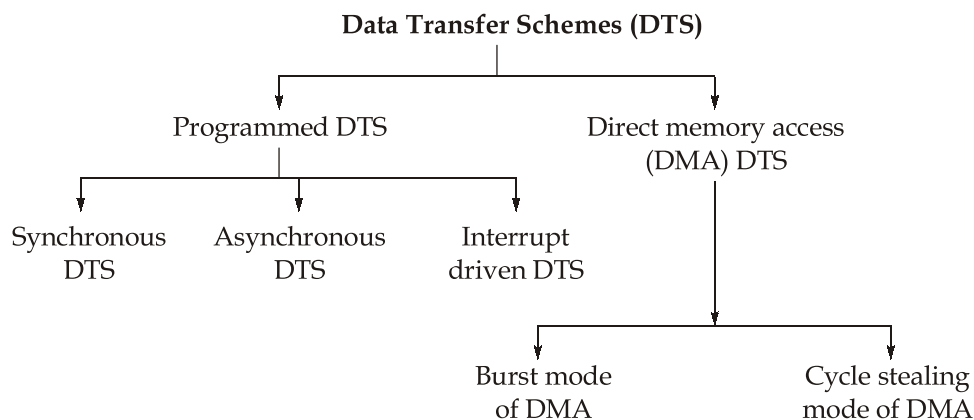 Data Transfer Schemes (DTS)
Programmed DTS
Direct memory access
(DMA) DTS
Synchronous
DTS
Asynchronous
DTS
Interrupt
driven DTS
Burst mode
of DMA
Cycle stealing
mode of DMA